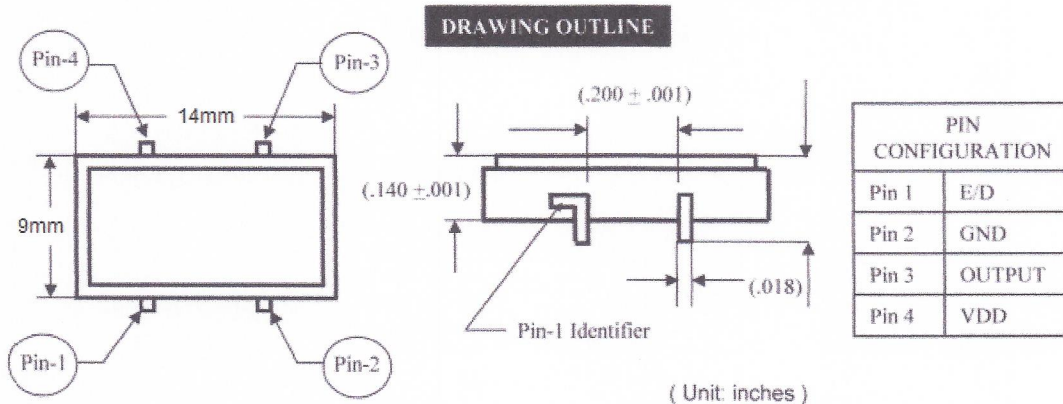 DRAWING OUTLINE
Pin-4
Pin-3
14mm
(.200 ± .001)
(.140 ±.001)
9mm
(.018)
Pin-1 Identifier
Pin-1
Pin-2
( Unit: inches )
PIN
CONFIGURATION
Pin 1 E/D
Pin 2 GND
Pin 3 OUTPUT
Pin 4 VDD